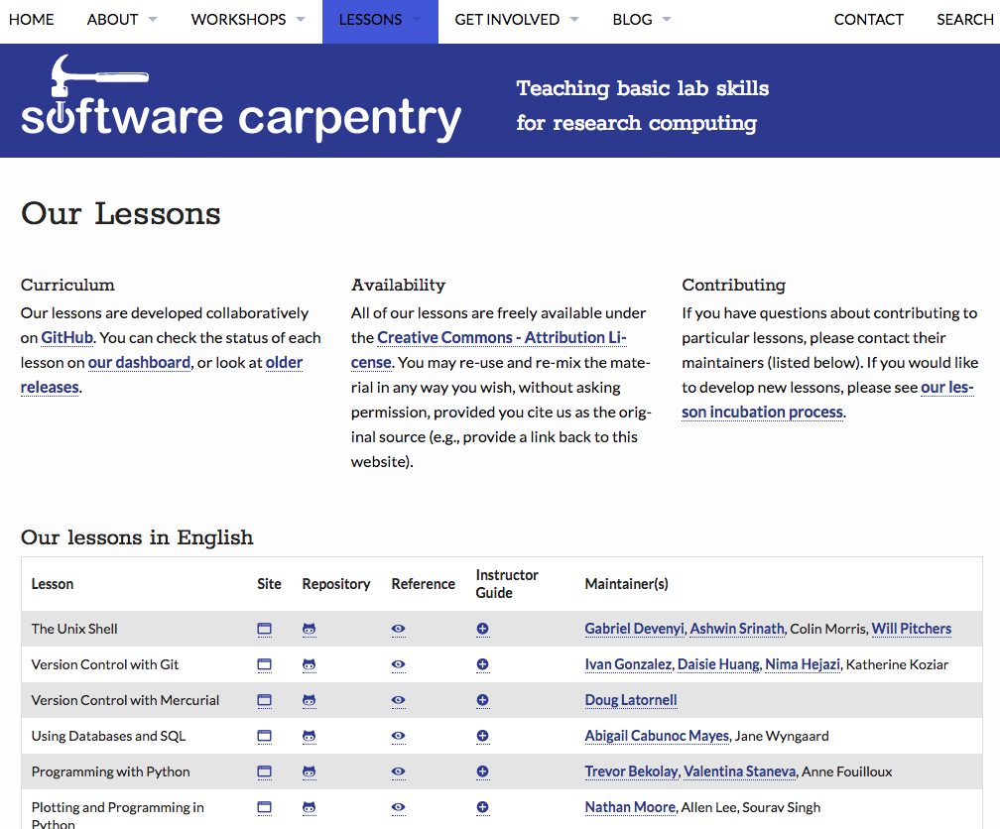 HOME ABOUT WORKSHOPS LESSONS GET INVOLVED BLOG CONTACT SEARCH
software carpentry
Teaching basic lab skills
for research computing
Our Lessons
Curriculum
Our lessons are developed collaboratively
on GitHub. You can check the status of each
lesson on our dashboard, or look at older
releases.
Availability
All of our lessons are freely available under
the Creative Commons - Attribution Li-
cense. You may re-use and re-mix the mate-
rial in any way you wish, without asking
permission, provided you cite us as the orig-
inal source (e.g., provide a link back to this
website).
Contributing
If you have questions about contributing to
particular lessons, please contact their
maintainers (listed below). If you would like
to develop new lessons, please see our les-
son incubation process.
Our lessons in English
Lesson Site Repository Reference Instructor Guide Maintainer(s)
The Unix Shell Gabriel Devenyi, Ashwin Srinath, Colin Morris, Will Pitchers
Version Control with Git Ivan Gonzalez, Daisie Huang, Nima Hejazi, Katherine Koziar
Version Control with Mercurial Doug Latornell
Using Databases and SQL Abigail Cabunoc Mayes, Jane Wyngaard
Programming with Python Trevor Bekolay, Valentina Staneva, Anne Fouilloux
Plotting and Programming in Nathan Moore, Allen Lee, Sourav Singh
Python